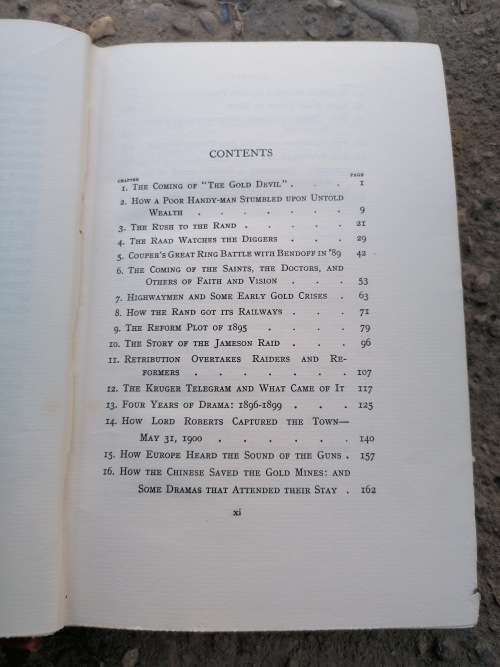 CONTENTS
CHAPTER PAGE
1. The Coming of "The Gold Devil" . . . 1
2. How a Poor Handy-man Stumbled upon Untold
Wealth . . . . . . . 9
3. The Rush to the Rand . . . . . 21
4. The Raad Watches the Diggers . . . 29
5. Couper's Great Ring Battle with Bendoff in '89 42
6. The Coming of the Saints, the Doctors, and
Others of Faith and Vision . . . 53
7. Highwaymen and Some Early Gold Crises . 63
8. How the Rand got its Railways . . . 71
9. The Reform Plot of 1895 . . . . 79
10. The Story of the Jameson Raid . . . 96
11. Retribution Overtakes Raiders and Re-
formers . . . . . . . 107
12. The Kruger Telegram and What Came of It 117
13. Four Years of Drama: 1896-1899 . . . 125
14. How Lord Roberts Captured the Town—
May 31, 1900 . . . . . . 140
15. How Europe Heard the Sound of the Guns . 157
16. How the Chinese Saved the Gold Mines: and
Some Dramas that Attended their Stay . 162
xi